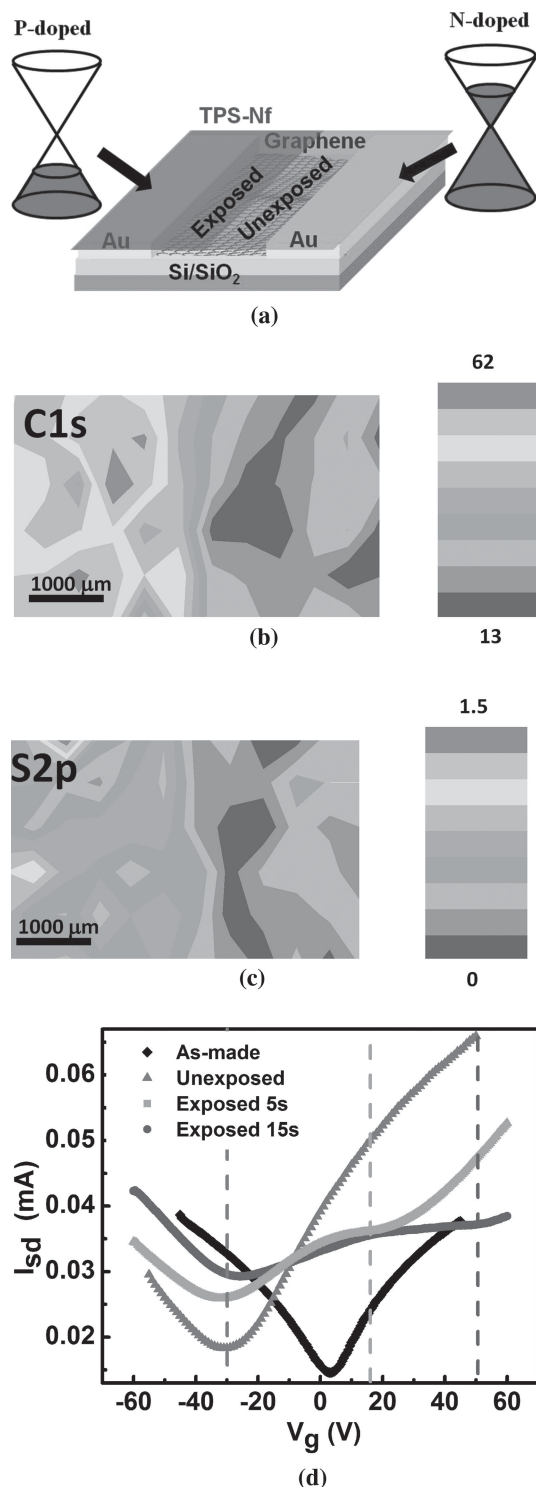 P-doped
N-doped
TPS-Nf
Graphene
Exposed
Unexposed
Au
Au
Si/SiO₂
(a)
C1s
1000 μm
62
13
(b)
S2p
1000 μm
1.5
0
(c)
As-made
Unexposed
Exposed 5s
Exposed 15s
I_sd (mA)
0.06
0.05
0.04
0.03
0.02
-60 -40 -20 0 20 40 60
V_g (V)
(d)